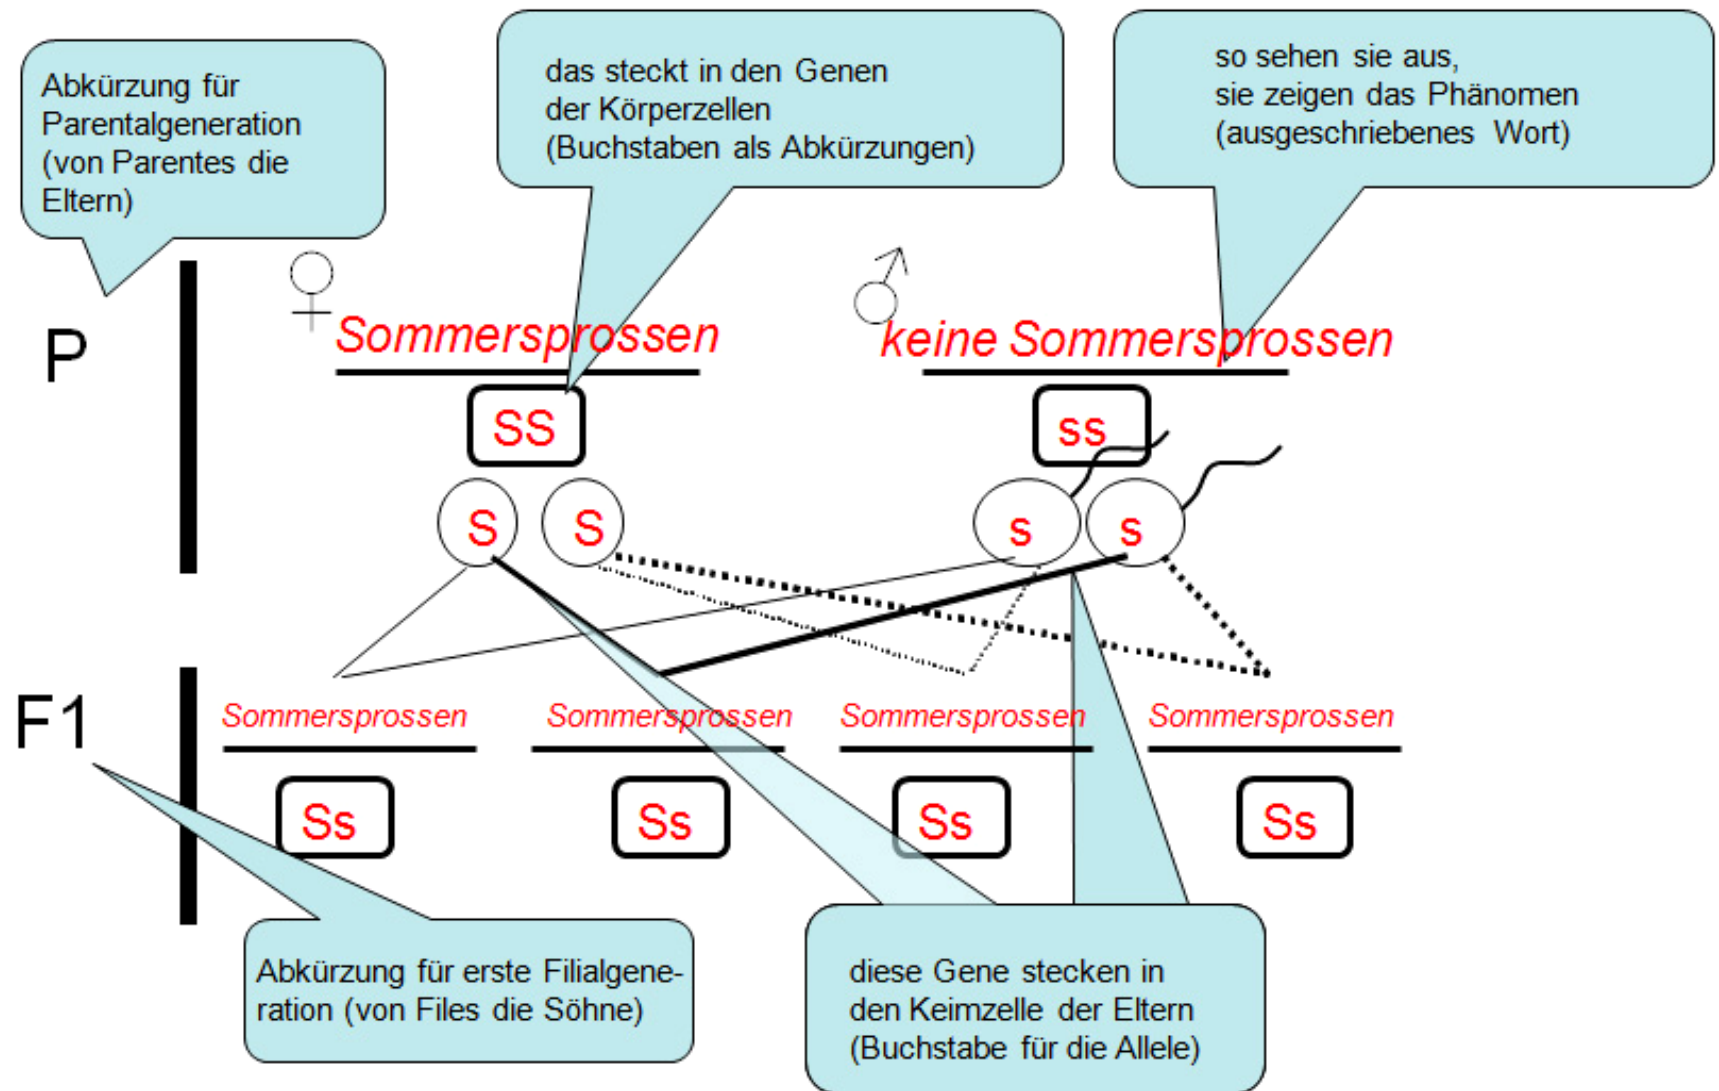 Abkürzung für
Parentalgeneration
(von Parentes die
Eltern)
das steckt in den Genen
der Körperzellen
(Buchstaben als Abkürzungen)
so sehen sie aus,
sie zeigen das Phänomen
(ausgeschriebenes Wort)
P
Sommersprossen
keine Sommersprossen
SS
ss
S
S
s
s
F1
Sommersprossen
Sommersprossen
Sommersprossen
Sommersprossen
Ss
Ss
Ss
Ss
Abkürzung für erste Filialgene-
ration (von Files die Söhne)
diese Gene stecken in
den Keimzelle der Eltern
(Buchstabe für die Allele)